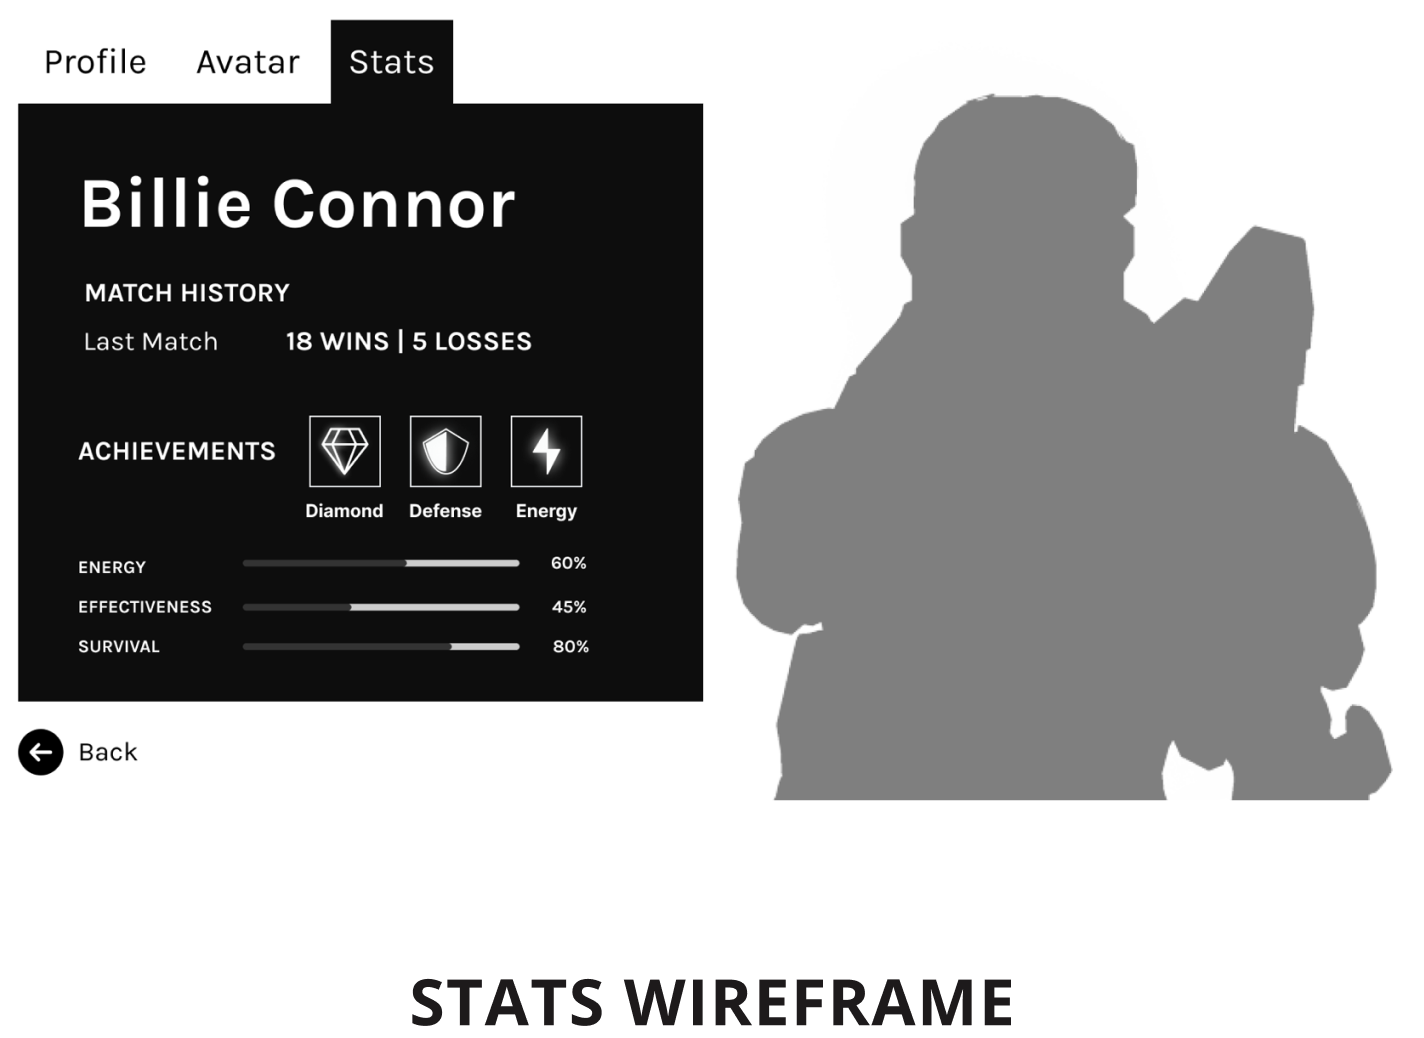 Profile Avatar Stats
Billie Connor
MATCH HISTORY
Last Match 18 WINS | 5 LOSSES
ACHIEVEMENTS
Diamond Defense Energy
ENERGY 60%
EFFECTIVENESS 45%
SURVIVAL 80%
Back
STATS WIREFRAME